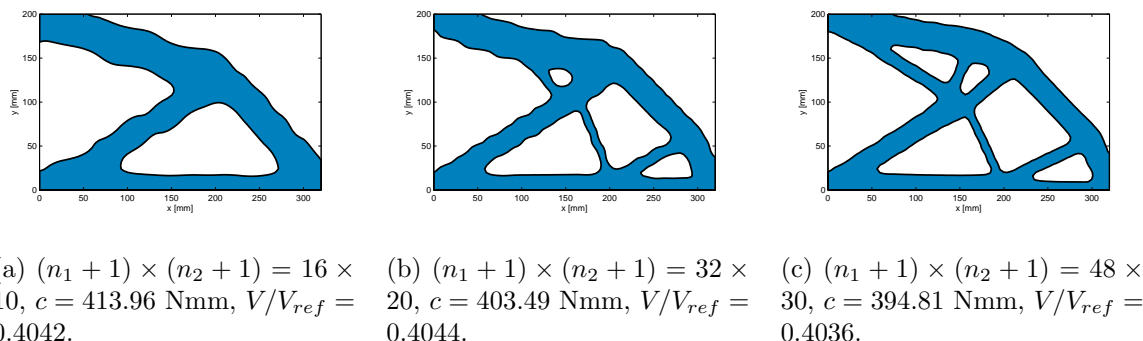 200
150
100
50
0
y [mm]
0 50 100 150 200 250 300
x [mm]
200
150
100
50
0
y [mm]
0 50 100 150 200 250 300
x [mm]
200
150
100
50
0
y [mm]
0 50 100 150 200 250 300
x [mm]
a) (n₁ + 1) × (n₂ + 1) = 16 ×
10, c = 413.96 Nmm, V/V_ref =
0.4042.
(b) (n₁ + 1) × (n₂ + 1) = 32 ×
20, c = 403.49 Nmm, V/V_ref =
0.4044.
(c) (n₁ + 1) × (n₂ + 1) = 48 ×
30, c = 394.81 Nmm, V/V_ref =
0.4036.